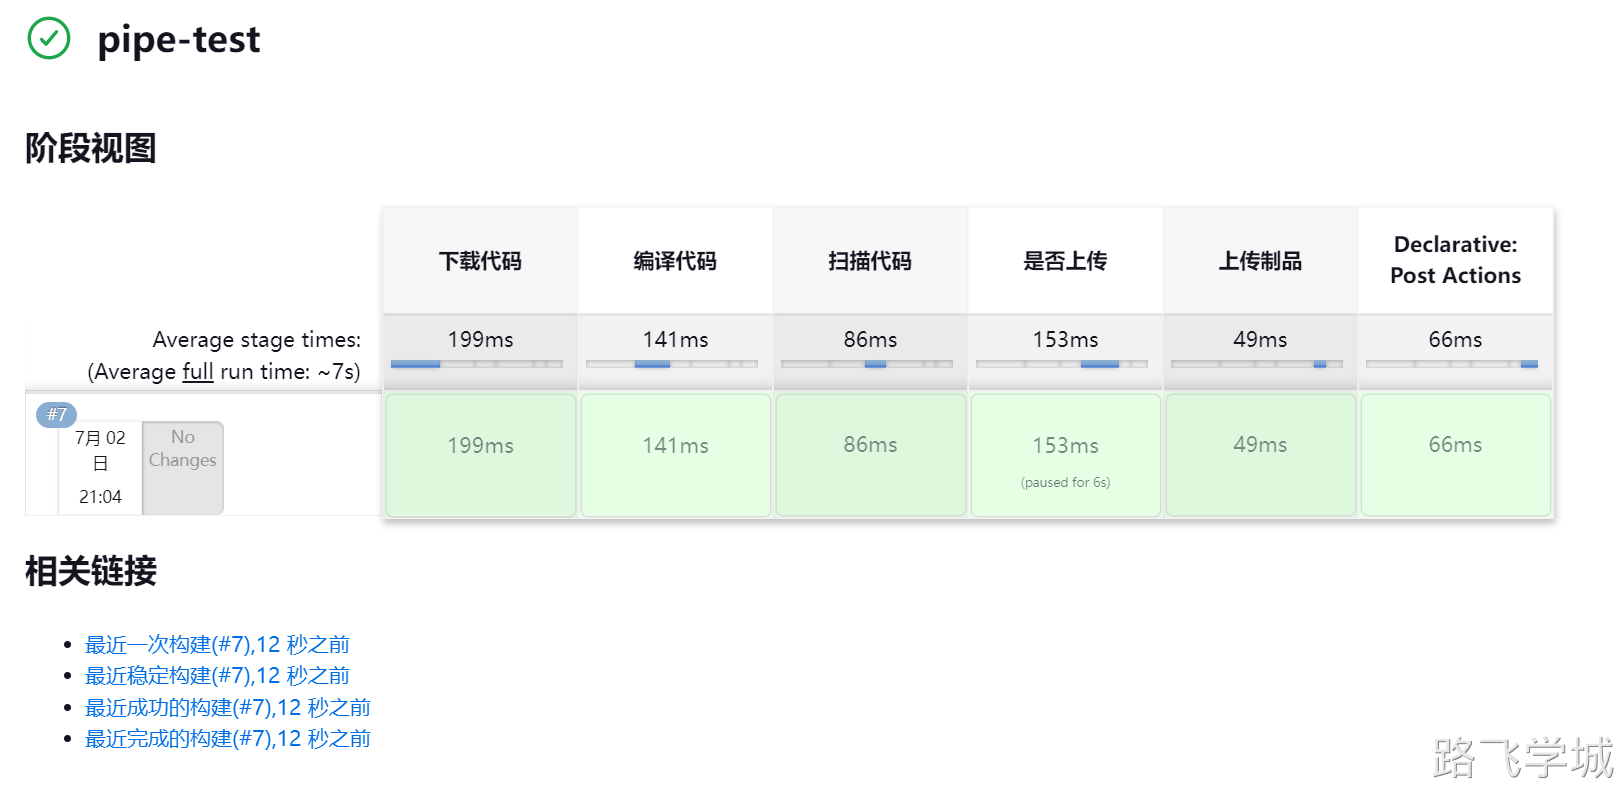 pipe-test
阶段视图
下载代码
编译代码
扫描代码
是否上传
上传制品
Declarative:
Post Actions
Average stage times:
(Average full run time: ~7s)
199ms
141ms
86ms
153ms
49ms
66ms
#7
7月 02
日
21:04
No
Changes
199ms
141ms
86ms
153ms
(paused for 6s)
49ms
66ms
相关链接
最近一次构建(#7),12 秒之前
最近稳定构建(#7),12 秒之前
最近成功的构建(#7),12 秒之前
最近完成的构建(#7),12 秒之前
路飞学城